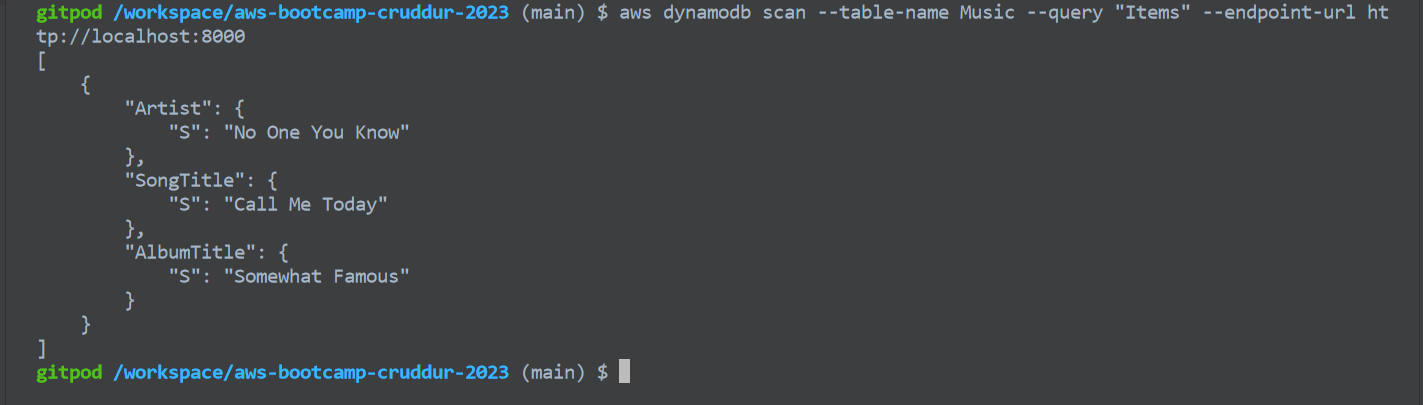 gitpod /workspace/aws-bootcamp-cruddur-2023 (main) $ aws dynamodb scan --table-name Music --query "Items" --endpoint-url ht
tp://localhost:8000
[
    {
        "Artist": {
            "S": "No One You Know"
        },
        "SongTitle": {
            "S": "Call Me Today"
        },
        "AlbumTitle": {
            "S": "Somewhat Famous"
        }
    }
]
gitpod /workspace/aws-bootcamp-cruddur-2023 (main) $